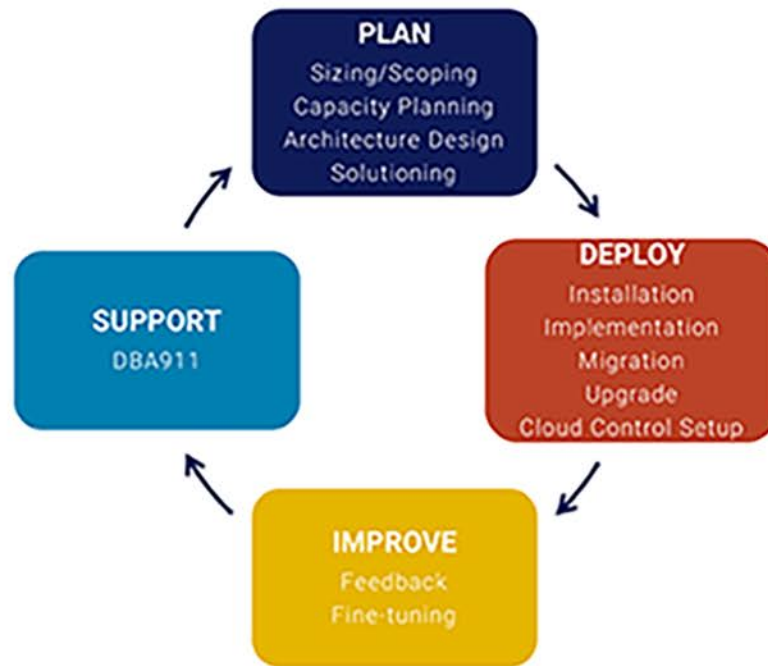 PLAN
Sizing/Scoping
Capacity Planning
Architecture Design
Solutioning
DEPLOY
Installation
Implementation
Migration
Upgrade
Cloud Control Setup
IMPROVE
Feedback
Fine-tuning
SUPPORT
DBA911